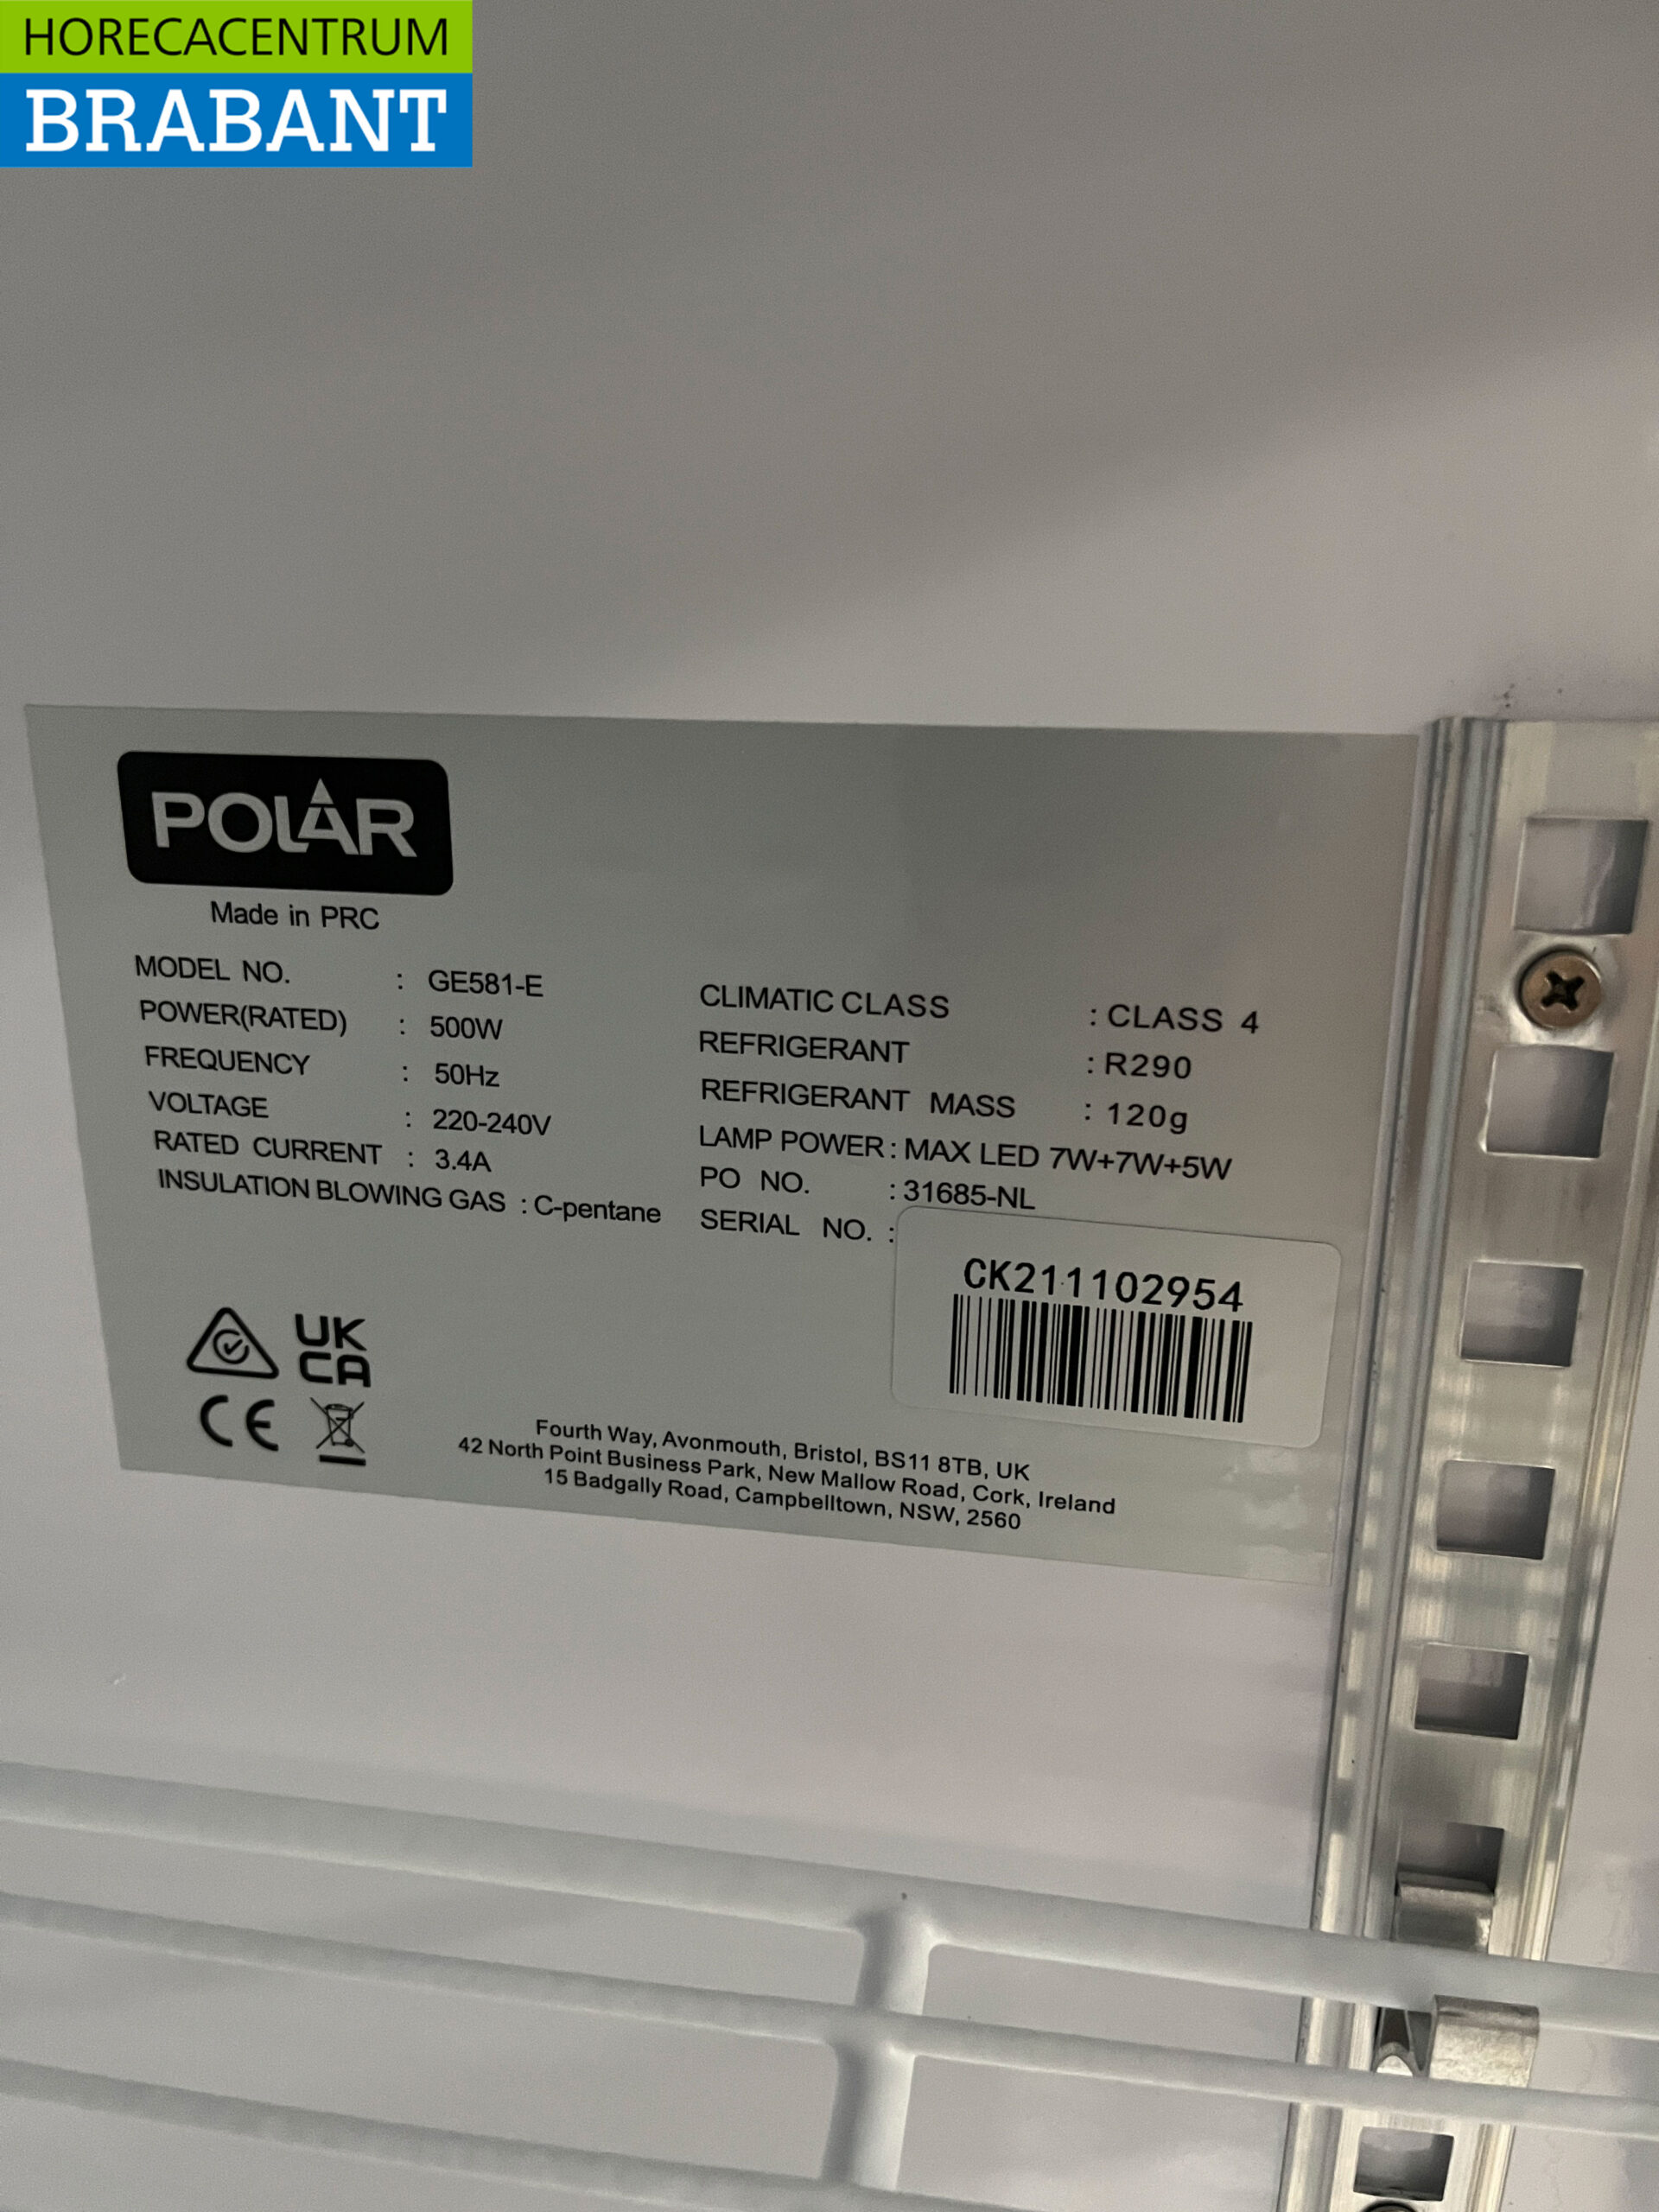 HORECACENTRUM
BRABANT
POLAR
Made in PRC
MODEL NO. : GE581-E
POWER(RATED) : 500W
FREQUENCY : 50Hz
VOLTAGE : 220-240V
RATED CURRENT : 3.4A
INSULATION BLOWING GAS : C-pentane
CLIMATIC CLASS : CLASS 4
REFRIGERANT : R290
REFRIGERANT MASS : 120g
LAMP POWER : MAX LED 7W+7W+5W
PO NO. : 31685-NL
SERIAL NO. :
CK211102954
UK
CA
CE
Fourth Way, Avonmouth, Bristol, BS11 8TB, UK
42 North Point Business Park, New Mallow Road, Cork, Ireland
15 Badgally Road, Campbelltown, NSW, 2560